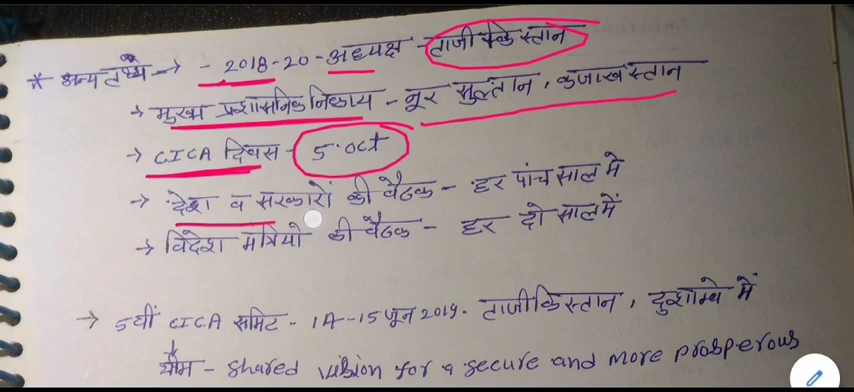 * अन्य तथ्य → - 2018-20 - अध्यक्ष - ताजीकिस्तान
→ मुख्य प्रशासनिक निकाय - नूर सुल्तान, कजाखस्तान
→ CICA दिवस - 5 Oct
→ देश व सरकारों की बैठक - हर पांच साल में
→ विदेश मंत्रियो की बैठक - हर दो साल में
→ 5वीं CICA समिट - 14-15 जून 2019. ताजीकिस्तान, दुशाम्बे में
थीम - shared vision for a secure and more prosperous